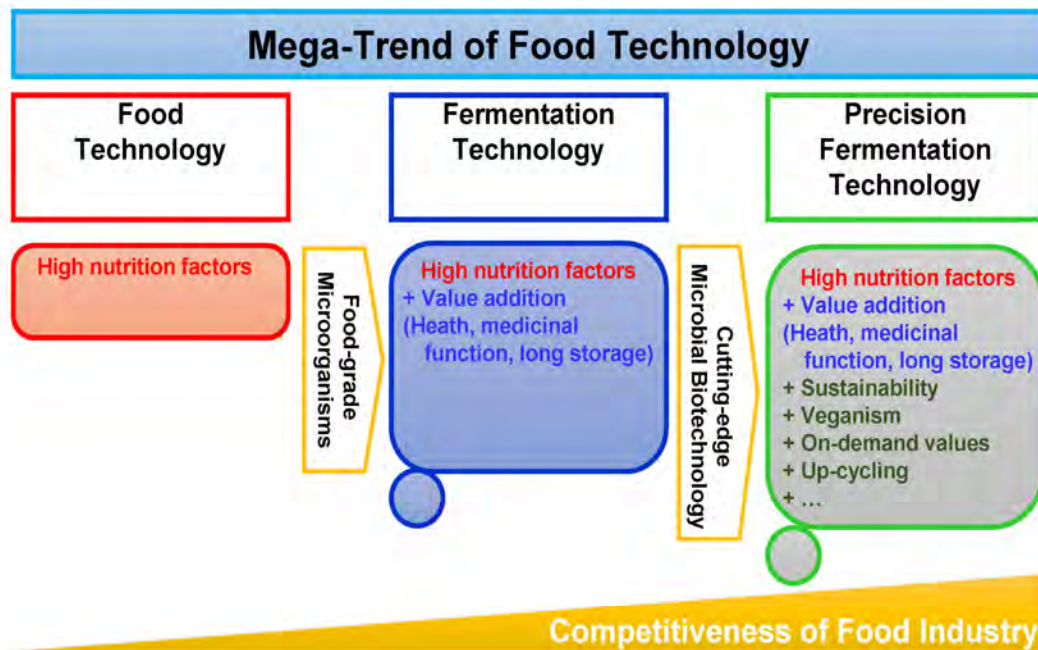 Mega-Trend of Food Technology
Food
Technology
Fermentation
Technology
Precision
Fermentation
Technology
High nutrition factors
Food-grade
Microorganisms
High nutrition factors
+ Value addition
(Heath, medicinal
function, long storage)
Cutting-edge
Microbial Biotechnology
High nutrition factors
+ Value addition
(Heath, medicinal
function, long storage)
+ Sustainability
+ Veganism
+ On-demand values
+ Up-cycling
+ ...
Competitiveness of Food Industry